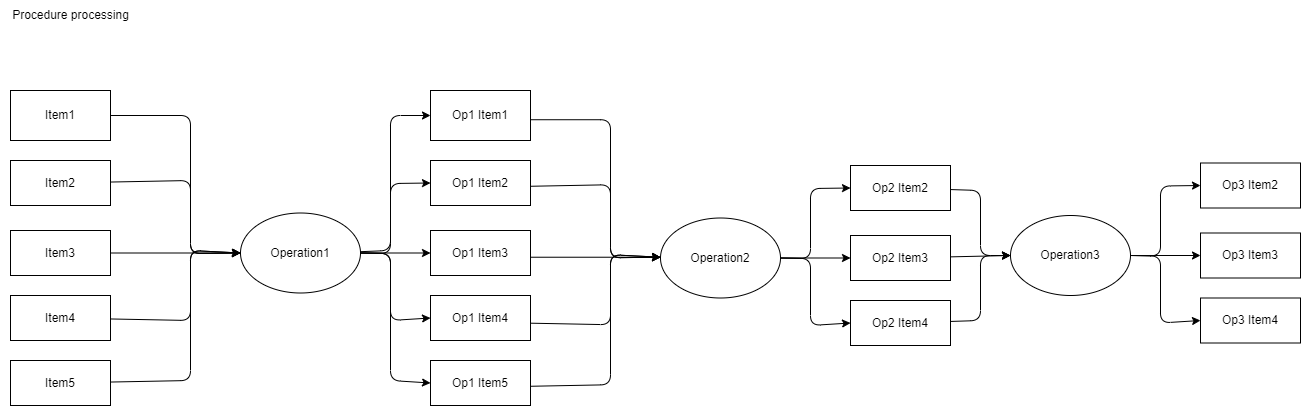 Procedure processing
Item1
Item2
Item3
Item4
Item5
Operation1
Op1 Item1
Op1 Item2
Op1 Item3
Op1 Item4
Op1 Item5
Operation2
Op2 Item2
Op2 Item3
Op2 Item4
Operation3
Op3 Item2
Op3 Item3
Op3 Item4